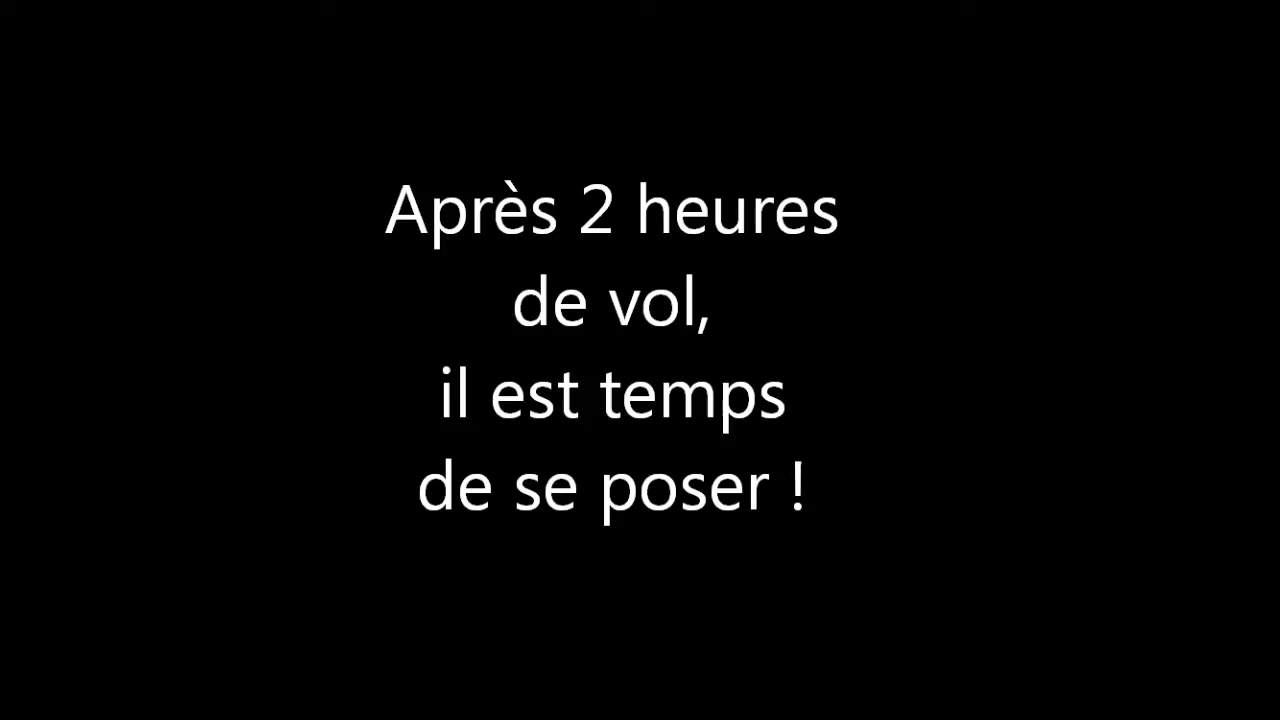 Après 2 heures
de vol,
il est temps
de se poser !